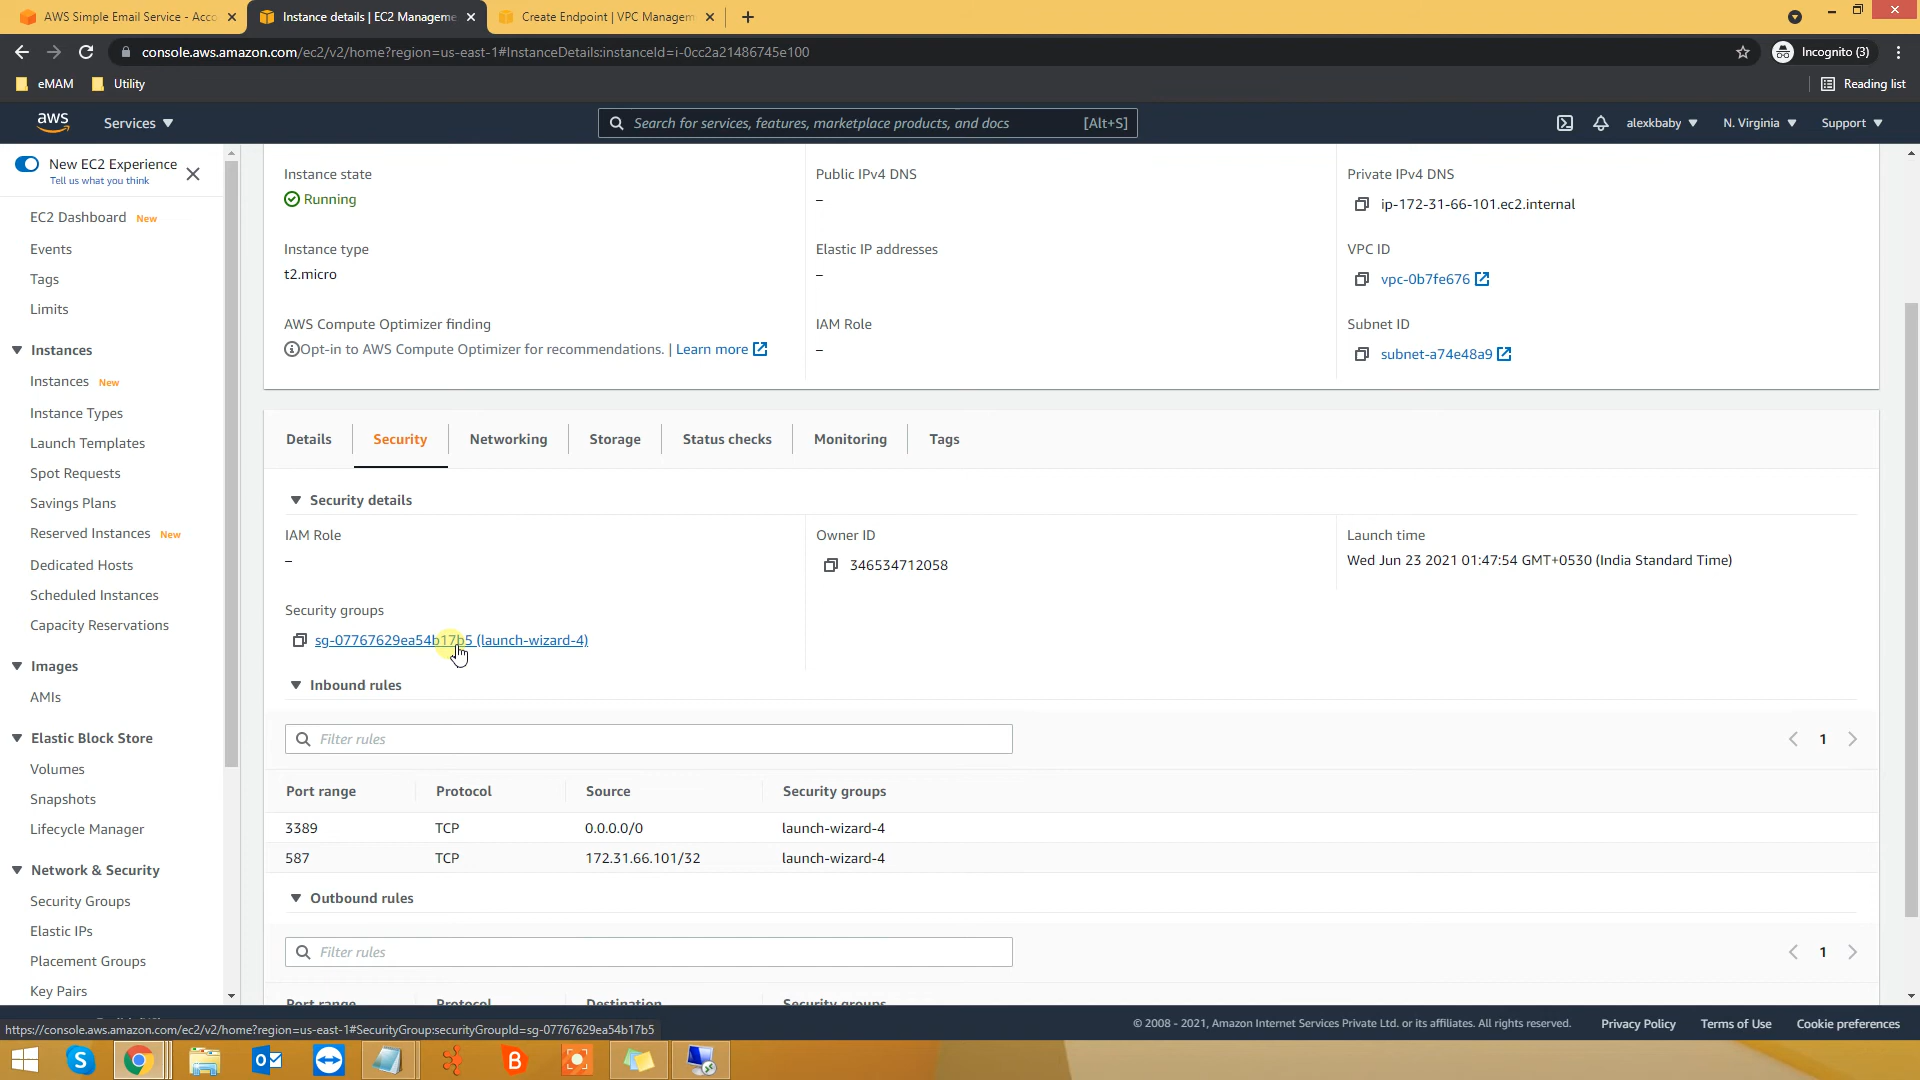 AWS Simple Email Service - Acco
Instance details | EC2 Manageme
Create Endpoint | VPC Managem
console.aws.amazon.com/ec2/v2/home?region=us-east-1#InstanceDetails:instanceId=i-0cc2a21486745e100
Incognito (3)
eMAM
Utility
Reading list
aws
Services
Search for services, features, marketplace products, and docs
[Alt+S]
alexkbaby
N. Virginia
Support
New EC2 Experience
Tell us what you think
EC2 Dashboard New
Events
Tags
Limits
Instances
Instances New
Instance Types
Launch Templates
Spot Requests
Savings Plans
Reserved Instances New
Dedicated Hosts
Scheduled Instances
Capacity Reservations
Images
AMIs
Elastic Block Store
Volumes
Snapshots
Lifecycle Manager
Network & Security
Security Groups
Elastic IPs
Placement Groups
Key Pairs
Instance state
Running
Public IPv4 DNS
–
Private IPv4 DNS
ip-172-31-66-101.ec2.internal
Instance type
t2.micro
Elastic IP addresses
–
VPC ID
vpc-0b7fe676
AWS Compute Optimizer finding
Opt-in to AWS Compute Optimizer for recommendations. | Learn more
IAM Role
–
Subnet ID
subnet-a74e48a9
Details
Security
Networking
Storage
Status checks
Monitoring
Tags
Security details
IAM Role
–
Owner ID
346534712058
Launch time
Wed Jun 23 2021 01:47:54 GMT+0530 (India Standard Time)
Security groups
sg-07767629ea54b17b5 (launch-wizard-4)
Inbound rules
Filter rules
1
Port range Protocol Source Security groups
3389 TCP 0.0.0.0/0 launch-wizard-4
587 TCP 172.31.66.101/32 launch-wizard-4
Outbound rules
Filter rules
1
Port range Protocol Destination Security groups
https://console.aws.amazon.com/ec2/v2/home?region=us-east-1#SecurityGroup:securityGroupId=sg-07767629ea54b17b5
© 2008 - 2021, Amazon Internet Services Private Ltd. or its affiliates. All rights reserved.
Privacy Policy
Terms of Use
Cookie preferences